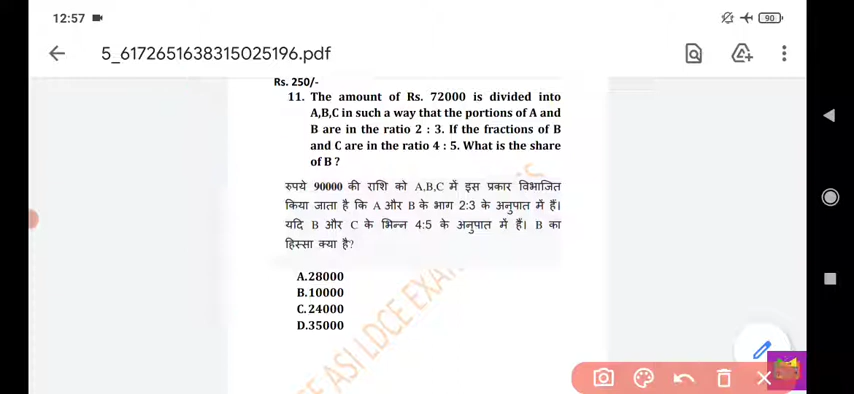 12:57
90
5_6172651638315025196.pdf
Rs. 250/-
11. The amount of Rs. 72000 is divided into
A,B,C in such a way that the portions of A and
B are in the ratio 2 : 3. If the fractions of B
and C are in the ratio 4 : 5. What is the share
of B ?
रुपये 90000 की राशि को A,B,C में इस प्रकार विभाजित
किया जाता है कि A और B के भाग 2:3 के अनुपात में हैं।
यदि B और C के भिन्न 4:5 के अनुपात में हैं। B का
हिस्सा क्या है?
A.28000
B.10000
C.24000
D.35000
ASI LDCE EXAM